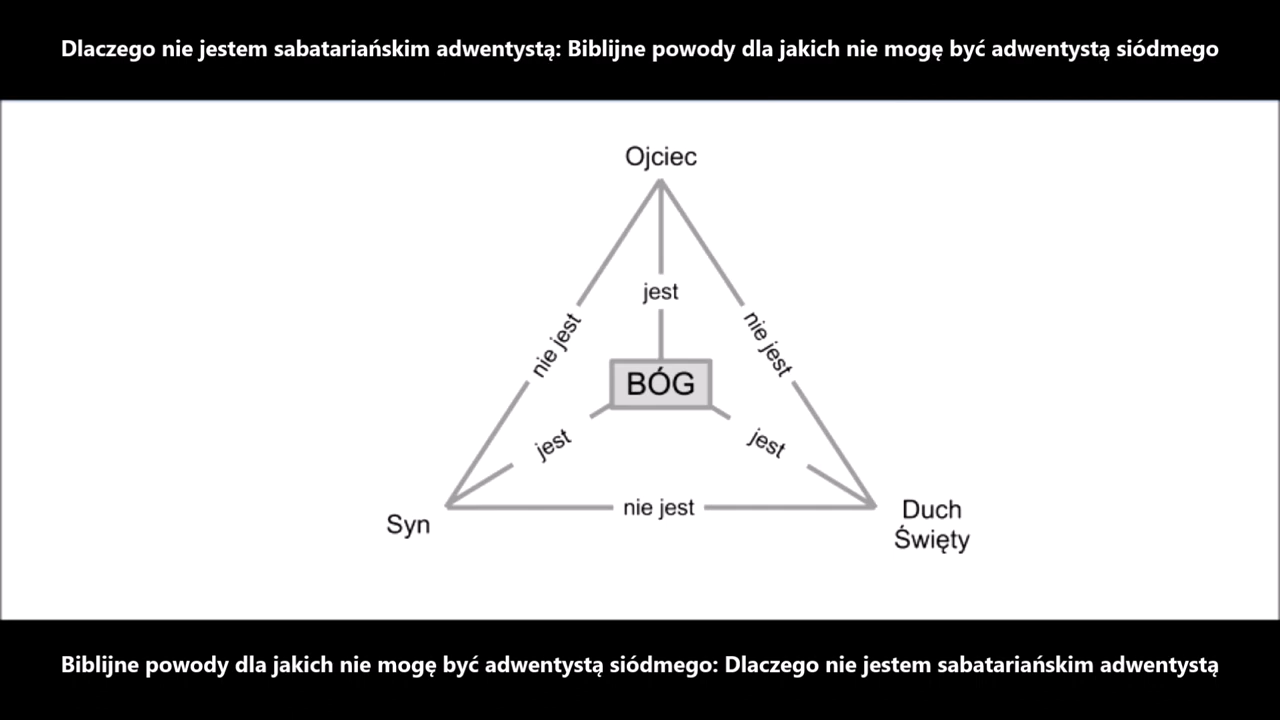 Dlaczego nie jestem sabatariańskim adwentystą: Biblijne powody dla jakich nie mogę być adwentystą siódmego
Ojciec
jest
nie jest
nie jest
BÓG
jest
jest
nie jest
Syn
Duch
Święty
Biblijne powody dla jakich nie mogę być adwentystą siódmego: Dlaczego nie jestem sabatariańskim adwentystą